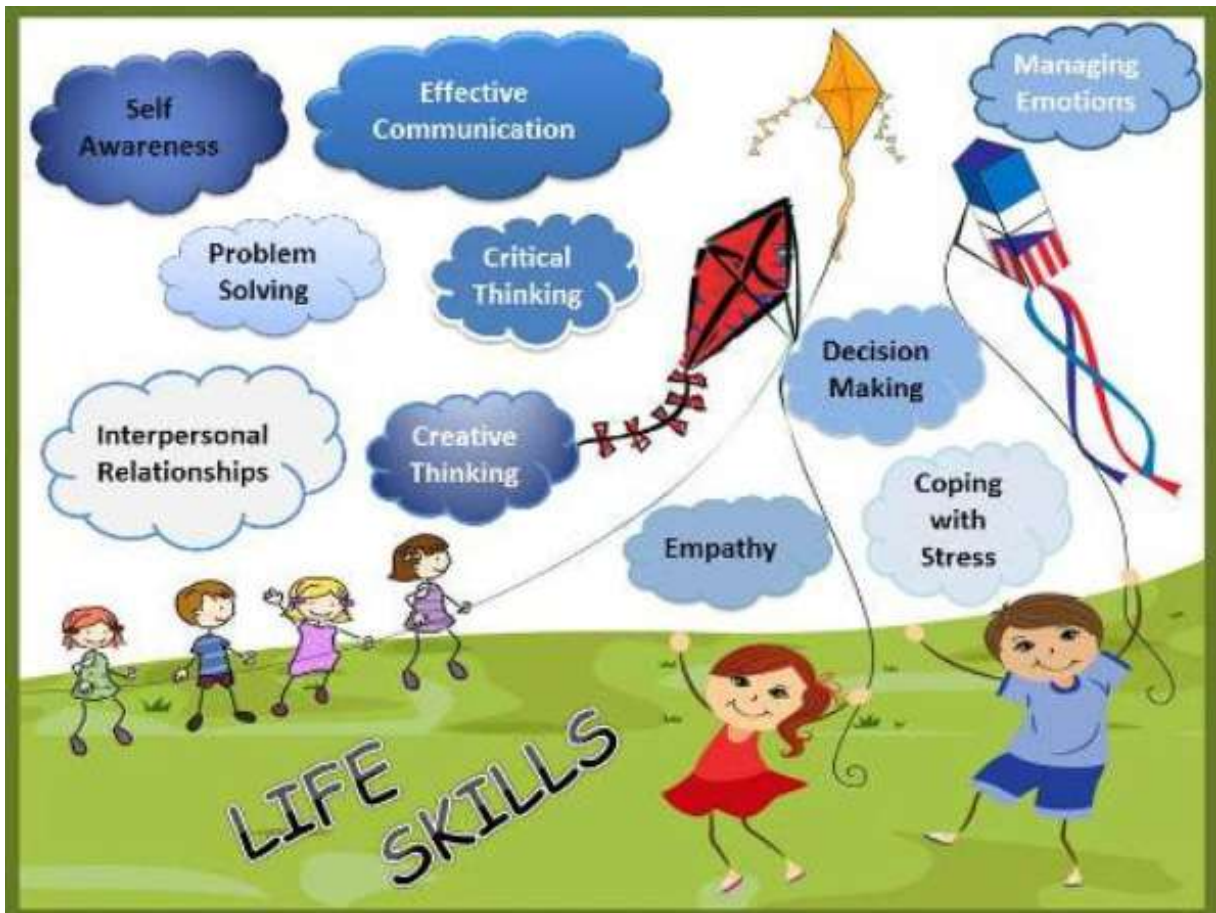 Self
Awareness
Effective
Communication
Managing
Emotions
Problem
Solving
Critical
Thinking
Decision
Making
Interpersonal
Relationships
Creative
Thinking
Coping
with
Stress
Empathy
LIFE
SKILLS